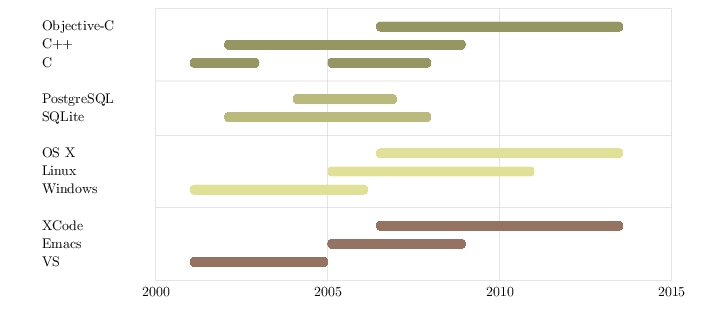 Objective-C
C++
C
PostgreSQL
SQLite
OS X
Linux
Windows
XCode
Emacs
VS
2000 2005 2010 2015